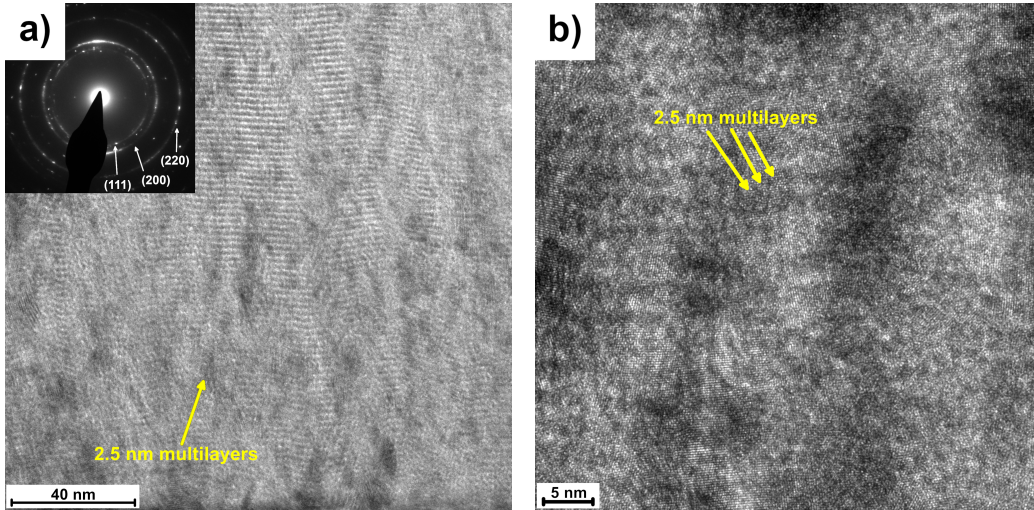 a)
(220)
(200)
(111)
2.5 nm multilayers
40 nm
b)
2.5 nm multilayers
5 nm